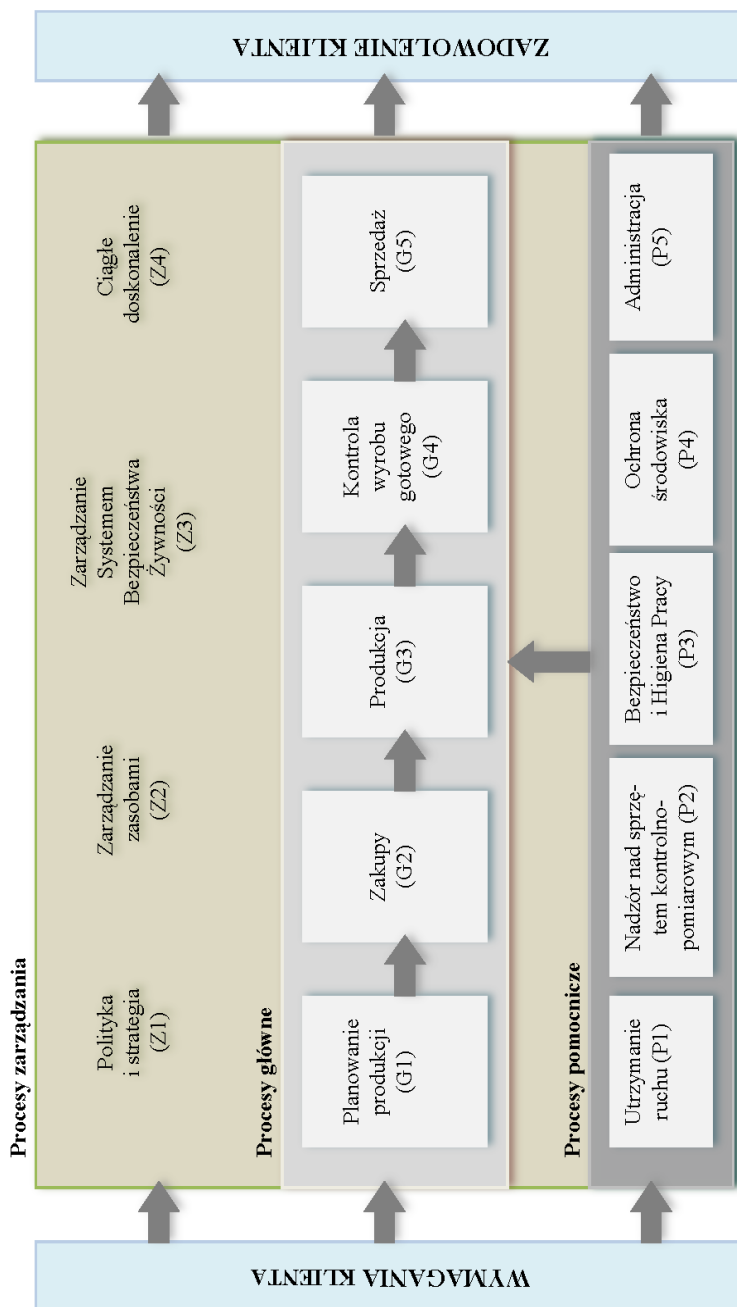 WYMAGANIA KLIENTA
Procesy zarządzania
Polityka
i strategia
(Z1)
Zarządzanie
zasobami
(Z2)
Zarządzanie
Systemem
Bezpieczeństwa
Żywności
(Z3)
Ciągłe
doskonalenie
(Z4)
Procesy główne
Planowanie
produkcji
(G1)
Zakupy
(G2)
Produkcja
(G3)
Kontrola
wyrobu
gotowego
(G4)
Sprzedaż
(G5)
Procesy pomocnicze
Utrzymanie
ruchu (P1)
Nadzór nad sprzę-
tem kontrolno-
pomiarowym (P2)
Bezpieczeństwo
i Higiena Pracy
(P3)
Ochrona
środowiska
(P4)
Administracja
(P5)
ZADOWOLENIE KLIENTA